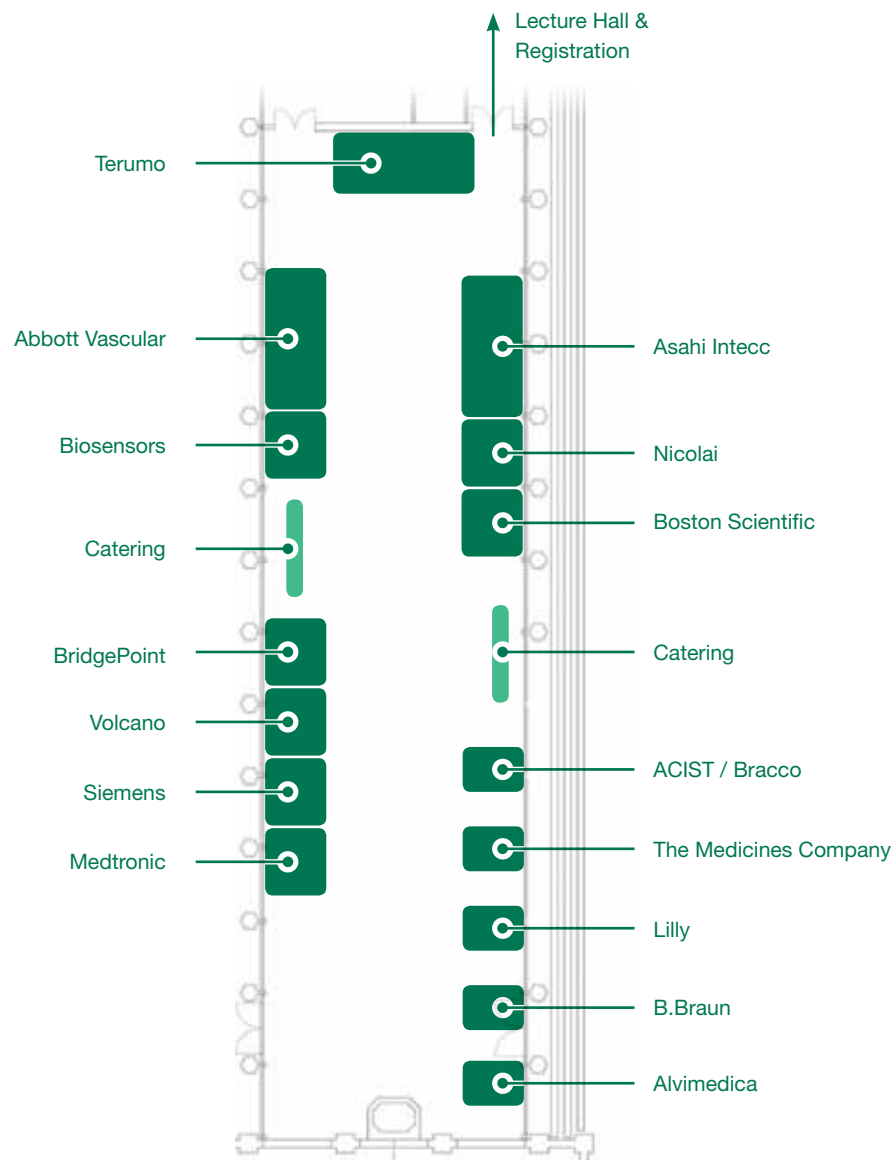 Lecture Hall &
Registration
Terumo
Abbott Vascular
Biosensors
Catering
BridgePoint
Volcano
Siemens
Medtronic
Asahi Intecc
Nicolai
Boston Scientific
Catering
ACIST / Bracco
The Medicines Company
Lilly
B.Braun
Alvimedica